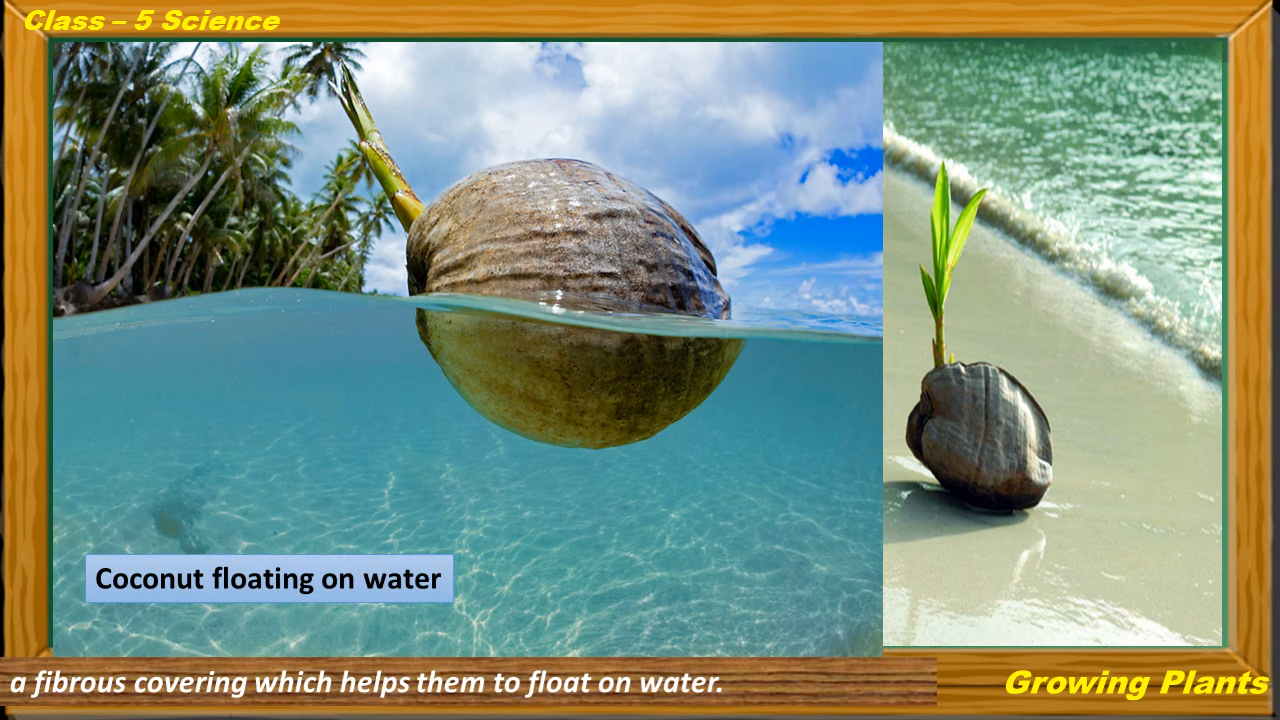 Class – 5 Science
Coconut floating on water
a fibrous covering which helps them to float on water.
Growing Plants